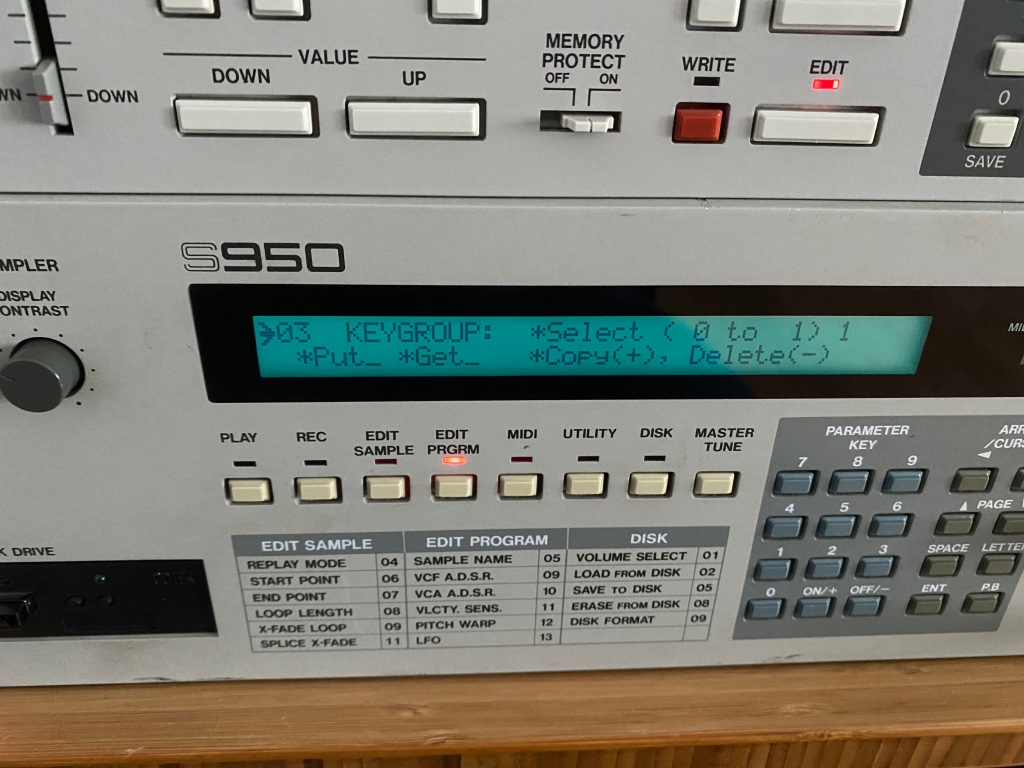 VALUE
DOWN
UP
MEMORY
PROTECT
OFF ON
WRITE
EDIT
DOWN
0
SAVE
S950
DISPLAY
03 KEYGROUP: *Select ( 0 to 1) 1
*Put_ *Get_ *Copy(+), Delete(-)
PLAY
REC
EDIT
SAMPLE
EDIT
PRGRM
MIDI
UTILITY
DISK
MASTER
TUNE
PARAMETER
KEY
7 8 9
4 5 6
1 2 3
0 ON/+ OFF/-
PAGE
SPACE
ENT
P.B
DRIVE
EDIT SAMPLE
REPLAY MODE 04
START POINT 06
END POINT 07
LOOP LENGTH 08
X-FADE LOOP 09
SPLICE X-FADE 11
EDIT PROGRAM
SAMPLE NAME 05
VCF A.D.S.R. 09
VCA A.D.S.R. 10
VLCTY. SENS. 11
PITCH WARP 12
LFO 13
DISK
VOLUME SELECT 01
LOAD FROM DISK 02
SAVE TO DISK 05
ERASE FROM DISK 08
DISK FORMAT 09